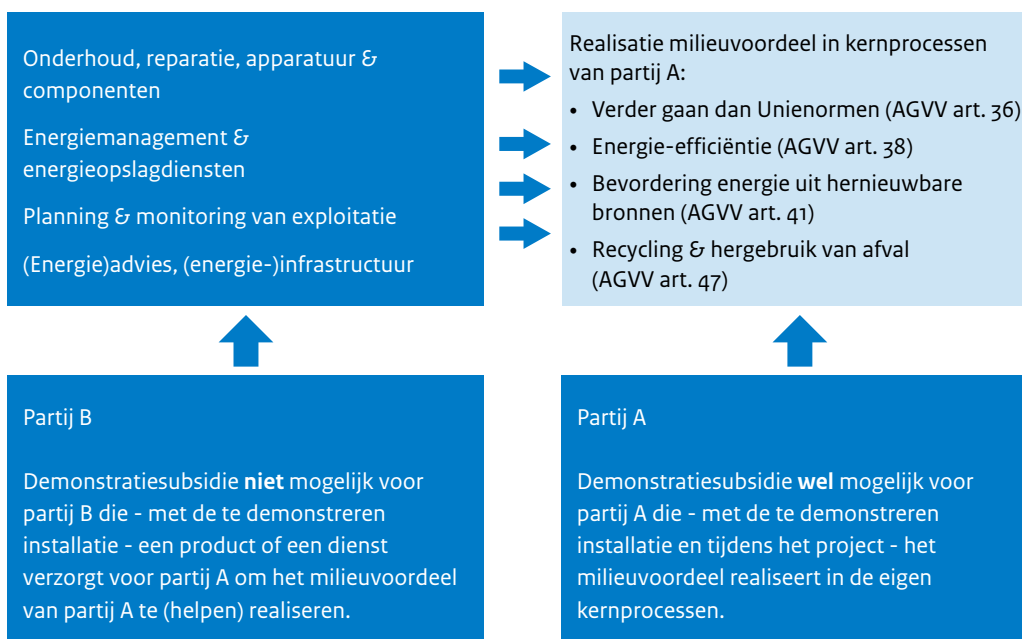 Onderhoud, reparatie, apparatuur &
componenten
Energiemanagement &
energieopslagdiensten
Planning & monitoring van exploitatie
(Energie)advies, (energie-)infrastructuur
Realisatie milieuvoordeel in kernprocessen
van partij A:
• Verder gaan dan Unienormen (AGVV art. 36)
• Energie-efficiëntie (AGVV art. 38)
• Bevordering energie uit hernieuwbare
bronnen (AGVV art. 41)
• Recycling & hergebruik van afval
(AGVV art. 47)
Partij B
Demonstratiesubsidie niet mogelijk voor
partij B die - met de te demonstreren
installatie - een product of een dienst
verzorgt voor partij A om het milieuvoordeel
van partij A te (helpen) realiseren.
Partij A
Demonstratiesubsidie wel mogelijk voor
partij A die - met de te demonstreren
installatie en tijdens het project - het
milieuvoordeel realiseert in de eigen
kernprocessen.